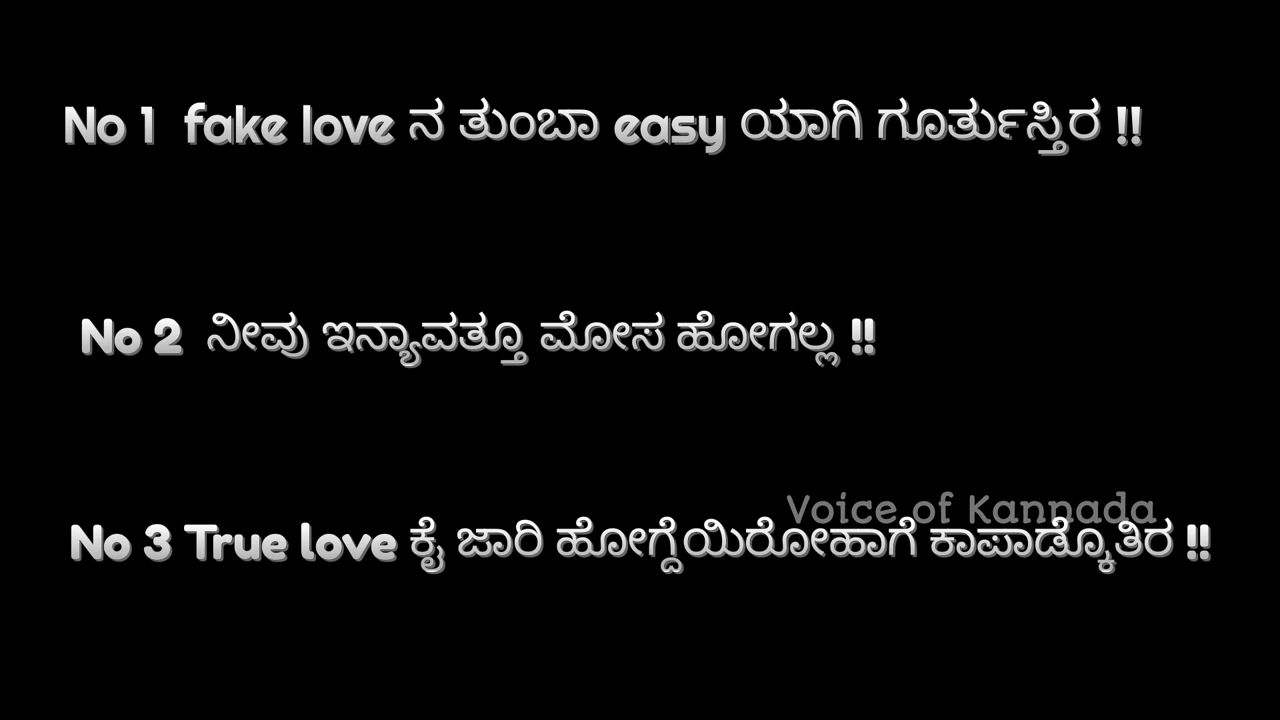 No 1 fake love ನ ತುಂಬಾ easy ಯಾಗಿ ಗೂರ್ತುಸ್ತಿರ !!
No 2 ನೀವು ಇನ್ಯಾವತ್ತೂ ಮೋಸ ಹೋಗಲ್ಲ !!
Voice of Kannada
No 3 True love ಕೈ ಜಾರಿ ಹೋಗ್ದೆಯಿರೋಹಾಗೆ ಕಾಪಾಡ್ಕೊತಿರ !!